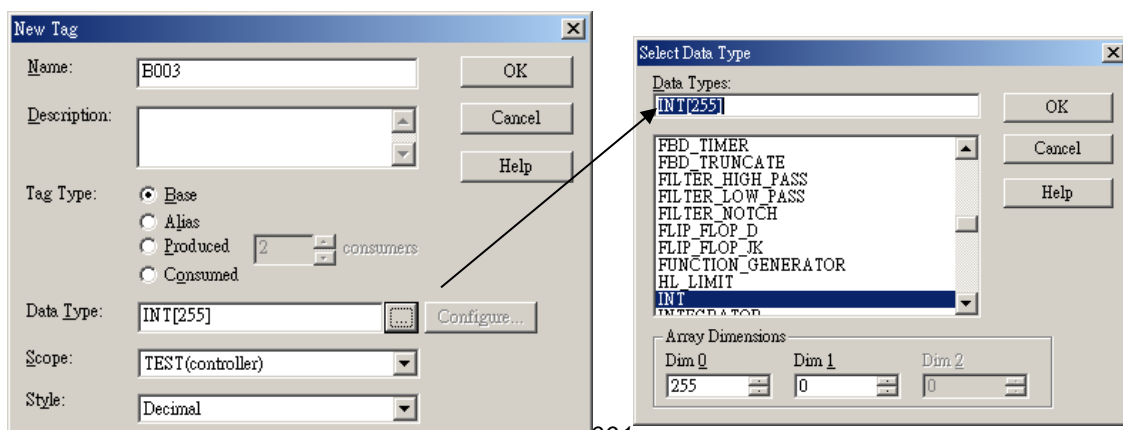 New Tag
Name:
B003
OK
Description:
Cancel
Help
Tag Type:
Base
Alias
Produced 2 consumers
Consumed
Data Type:
INT[255]
...
Configure...
Scope:
TEST(controller)
Style:
Decimal
Select Data Type
Data Types:
INT[255]
OK
FBD_TIMER
FBD_TRUNCATE
FILTER_HIGH_PASS
FILTER_LOW_PASS
FILTER_NOTCH
FLIP_FLOP_D
FLIP_FLOP_JK
FUNCTION_GENERATOR
HL_LIMIT
INT
INTEGRATOR
Cancel
Help
Array Dimensions
Dim 0 Dim 1 Dim 2
255 0 0